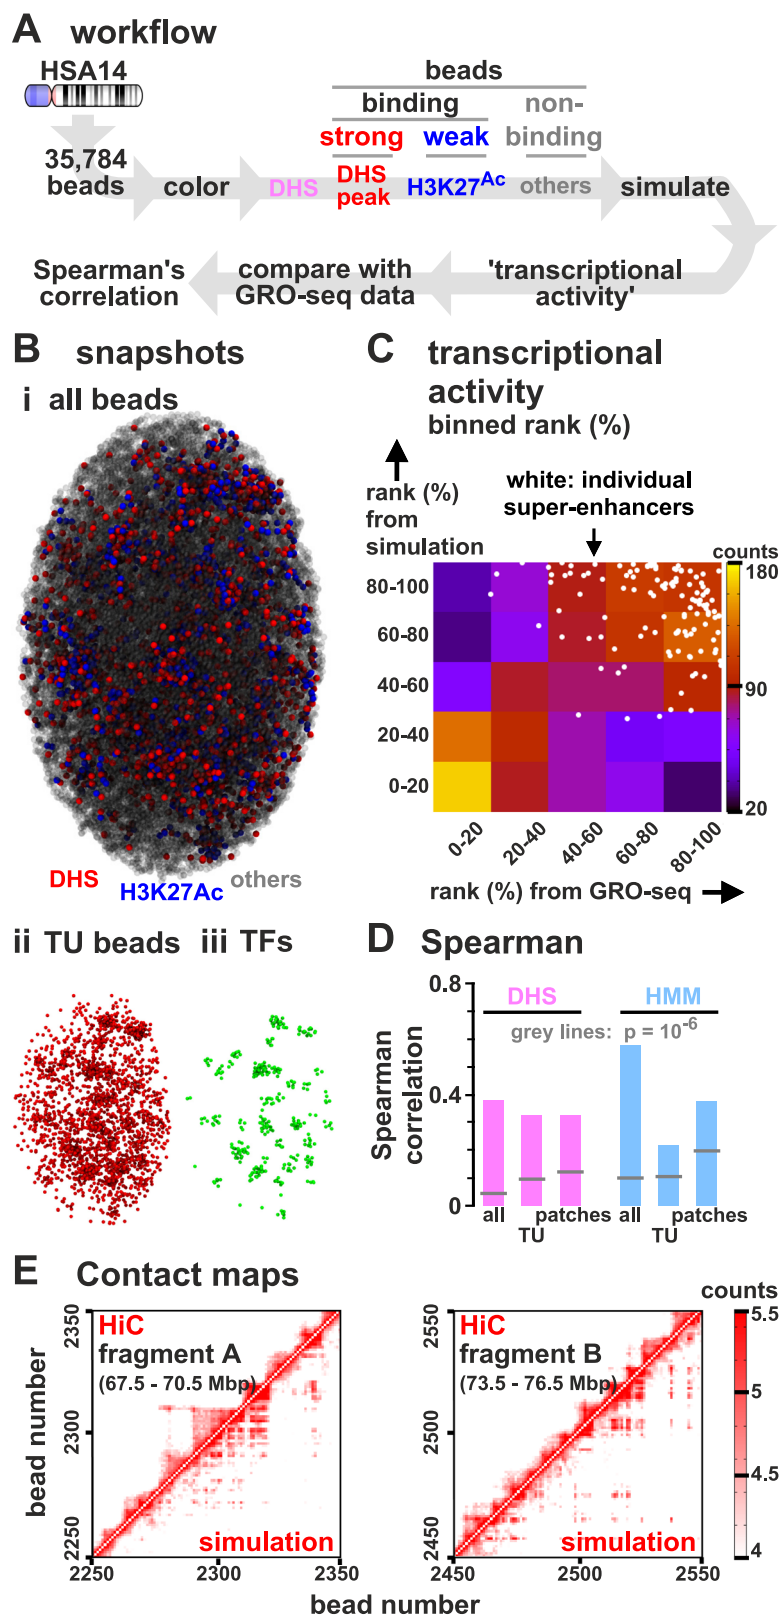 A workflow
HSA14
beads
binding
non-
binding
strong
weak
35,784
beads
color
DHS
DHS
peak
H3K27Ac
others
simulate
Spearman's
correlation
compare with
GRO-seq data
'transcriptional
activity'
B snapshots
i all beads
DHS
H3K27Ac
others
ii TU beads
iii TFs
C transcriptional
activity
binned rank (%)
rank (%)
from
simulation
white: individual
super-enhancers
counts
180
90
20
80-100
60-80
40-60
20-40
0-20
0-20
20-40
40-60
60-80
80-100
rank (%) from GRO-seq
D Spearman
0.8
0.4
0
Spearman
correlation
DHS
HMM
grey lines: p = 10-6
all
TU
patches
all
TU
patches
E Contact maps
counts
5.5
5
4.5
4
HiC
fragment A
(67.5 - 70.5 Mbp)
simulation
2350
2300
2250
2250
2300
2350
bead number
HiC
fragment B
(73.5 - 76.5 Mbp)
simulation
2550
2500
2450
2450
2500
2550
bead number